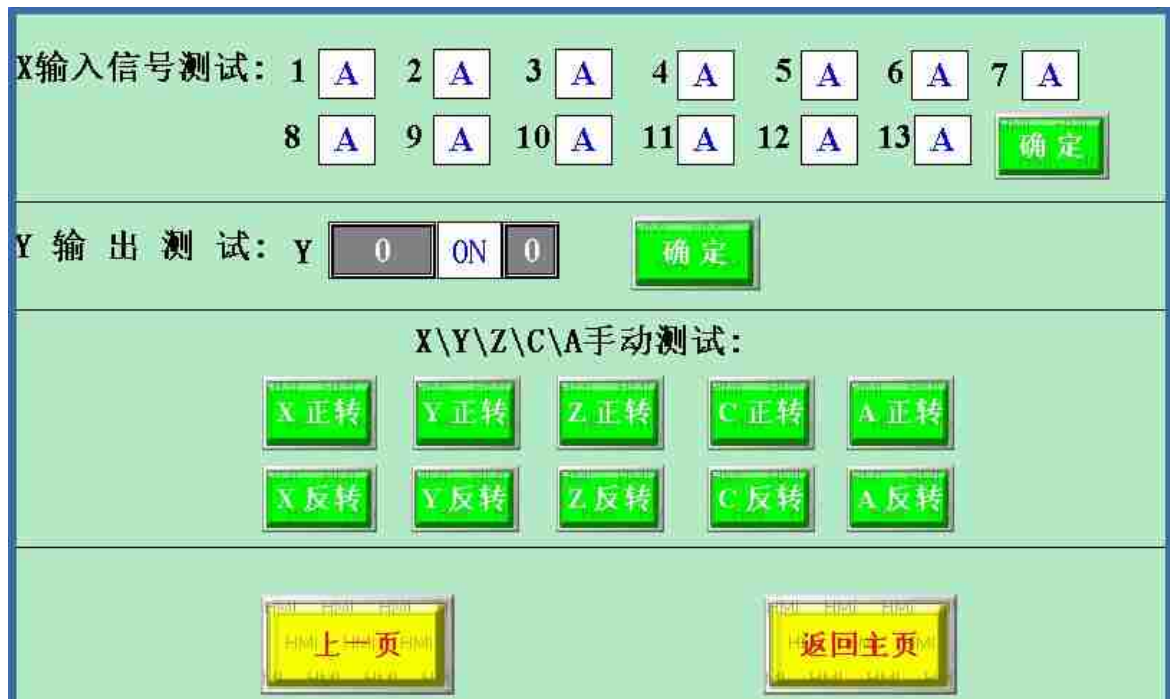 X输入信号测试: 1 A 2 A 3 A 4 A 5 A 6 A 7 A
8 A 9 A 10 A 11 A 12 A 13 A 确定
Y 输 出 测 试: Y 0 ON 0 确定
X\Y\Z\C\A手动测试:
X 正转 Y 正转 Z 正转 C 正转 A 正转
X 反转 Y 反转 Z 反转 C 反转 A 反转
上一页 返回主页